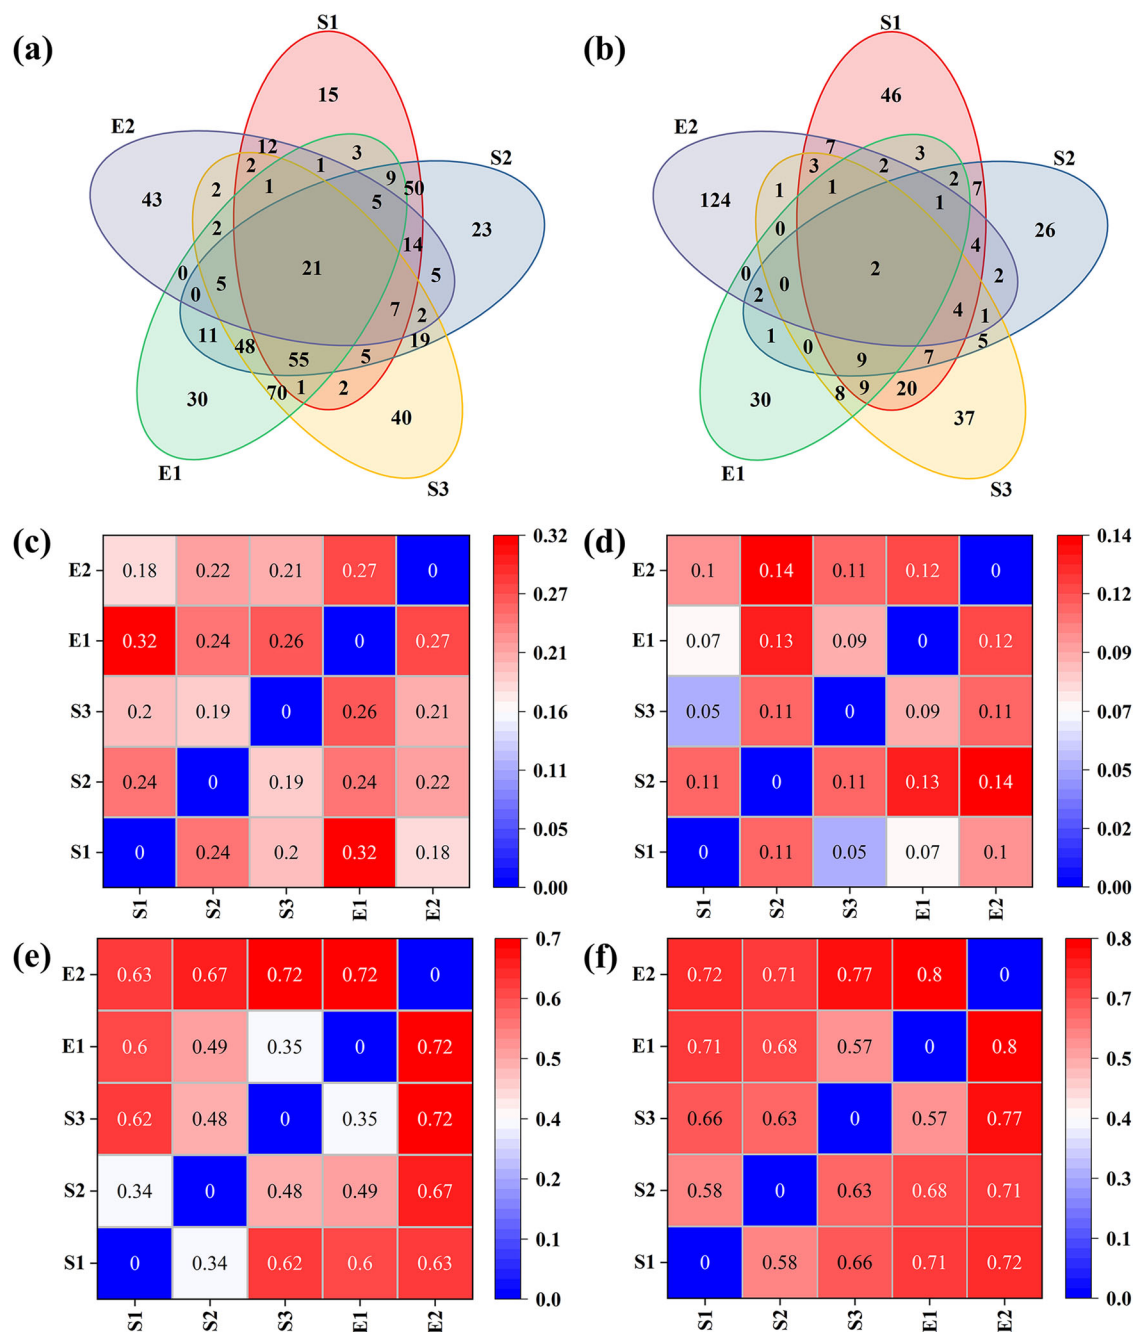 (a)
S1
15
E2
S2
12
3
2
1
9
50
43
2
1
5
23
2
14
0
21
5
0
5
7
2
11
48
19
55
5
30
70
1
2
40
E1
S3
(b)
S1
46
E2
S2
7
3
3
2
2
7
124
1
1
1
26
0
4
0
2
2
2
0
4
1
1
0
5
9
7
30
8
9
20
37
E1
S3
(c)
E2 0.18 0.22 0.21 0.27 0
E1 0.32 0.24 0.26 0 0.27
S3 0.2 0.19 0 0.26 0.21
S2 0.24 0 0.19 0.24 0.22
S1 0 0.24 0.2 0.32 0.18
S1 S2 S3 E1 E2
0.32
0.27
0.21
0.16
0.11
0.05
0.00
(d)
E2 0.1 0.14 0.11 0.12 0
E1 0.07 0.13 0.09 0 0.12
S3 0.05 0.11 0 0.09 0.11
S2 0.11 0 0.11 0.13 0.14
S1 0 0.11 0.05 0.07 0.1
S1 S2 S3 E1 E2
0.14
0.12
0.09
0.07
0.05
0.02
0.00
(e)
E2 0.63 0.67 0.72 0.72 0
E1 0.6 0.49 0.35 0 0.72
S3 0.62 0.48 0 0.35 0.72
S2 0.34 0 0.48 0.49 0.67
S1 0 0.34 0.62 0.6 0.63
S1 S2 S3 E1 E2
0.7
0.6
0.5
0.4
0.2
0.1
0.0
(f)
E2 0.72 0.71 0.77 0.8 0
E1 0.71 0.68 0.57 0 0.8
S3 0.66 0.63 0 0.57 0.77
S2 0.58 0 0.63 0.68 0.71
S1 0 0.58 0.66 0.71 0.72
S1 S2 S3 E1 E2
0.8
0.7
0.5
0.4
0.3
0.1
0.0